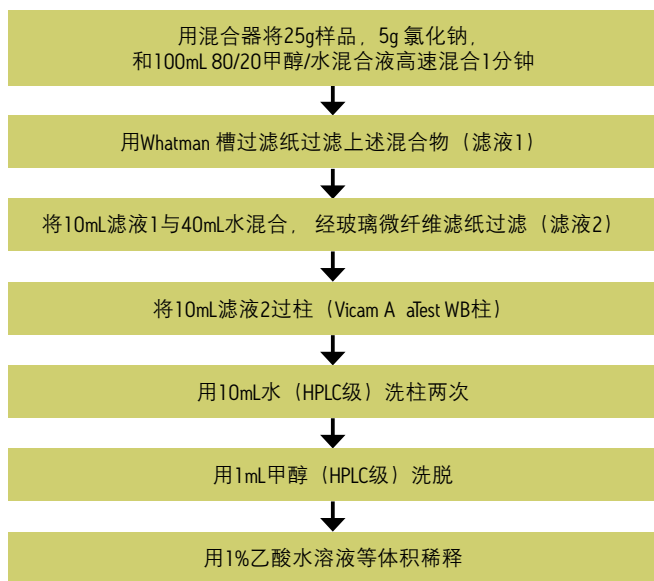 用混合器将25g样品，5g 氯化钠，
和100mL 80/20甲醇/水混合液高速混合1分钟
用Whatman 槽过滤纸过滤上述混合物（滤液1）
将10mL滤液1与40mL水混合， 经玻璃微纤维滤纸过滤（滤液2）
将10mL滤液2过柱（Vicam A aTest WB柱）
用10mL水（HPLC级）洗柱两次
用1mL甲醇（HPLC级）洗脱
用1%乙酸水溶液等体积稀释